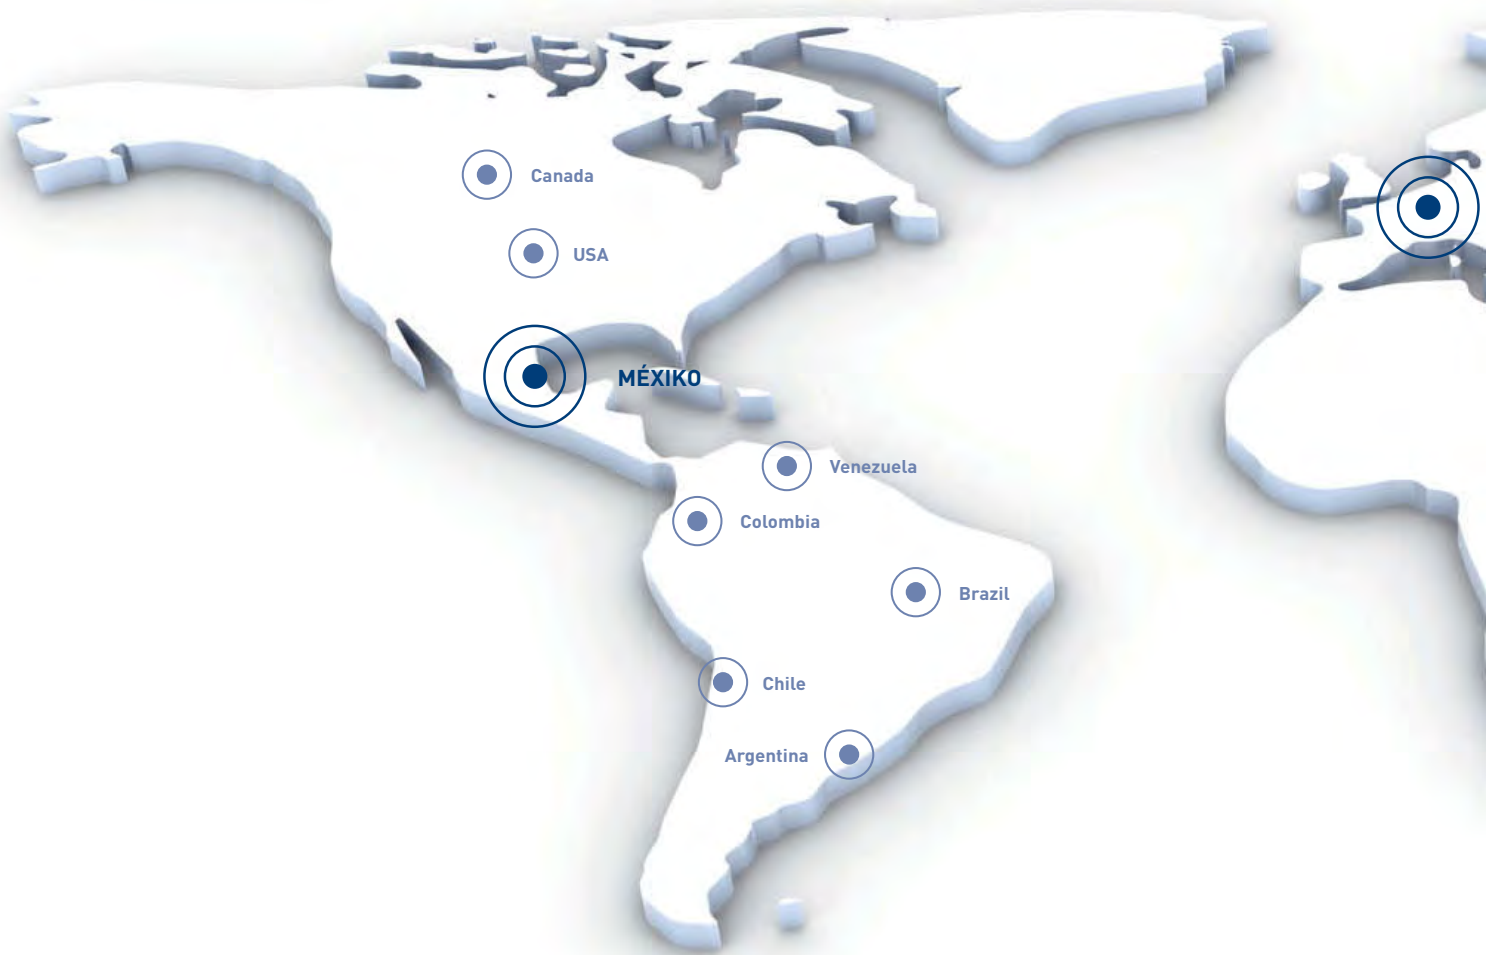 Canada
USA
MÉXIKO
Venezuela
Colombia
Brazil
Chile
Argentina